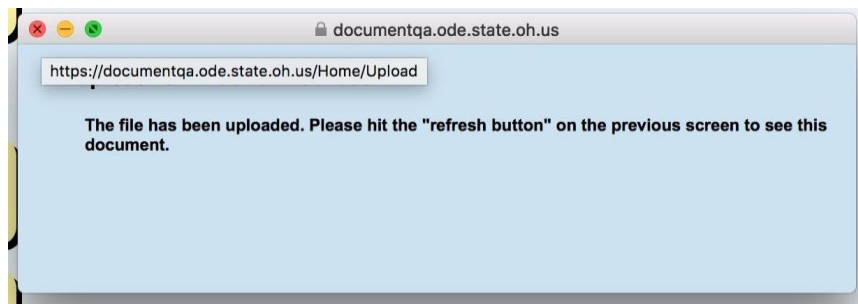 documentqa.ode.state.oh.us
https://documentqa.ode.state.oh.us/Home/Upload
The file has been uploaded. Please hit the "refresh button" on the previous screen to see this
document.